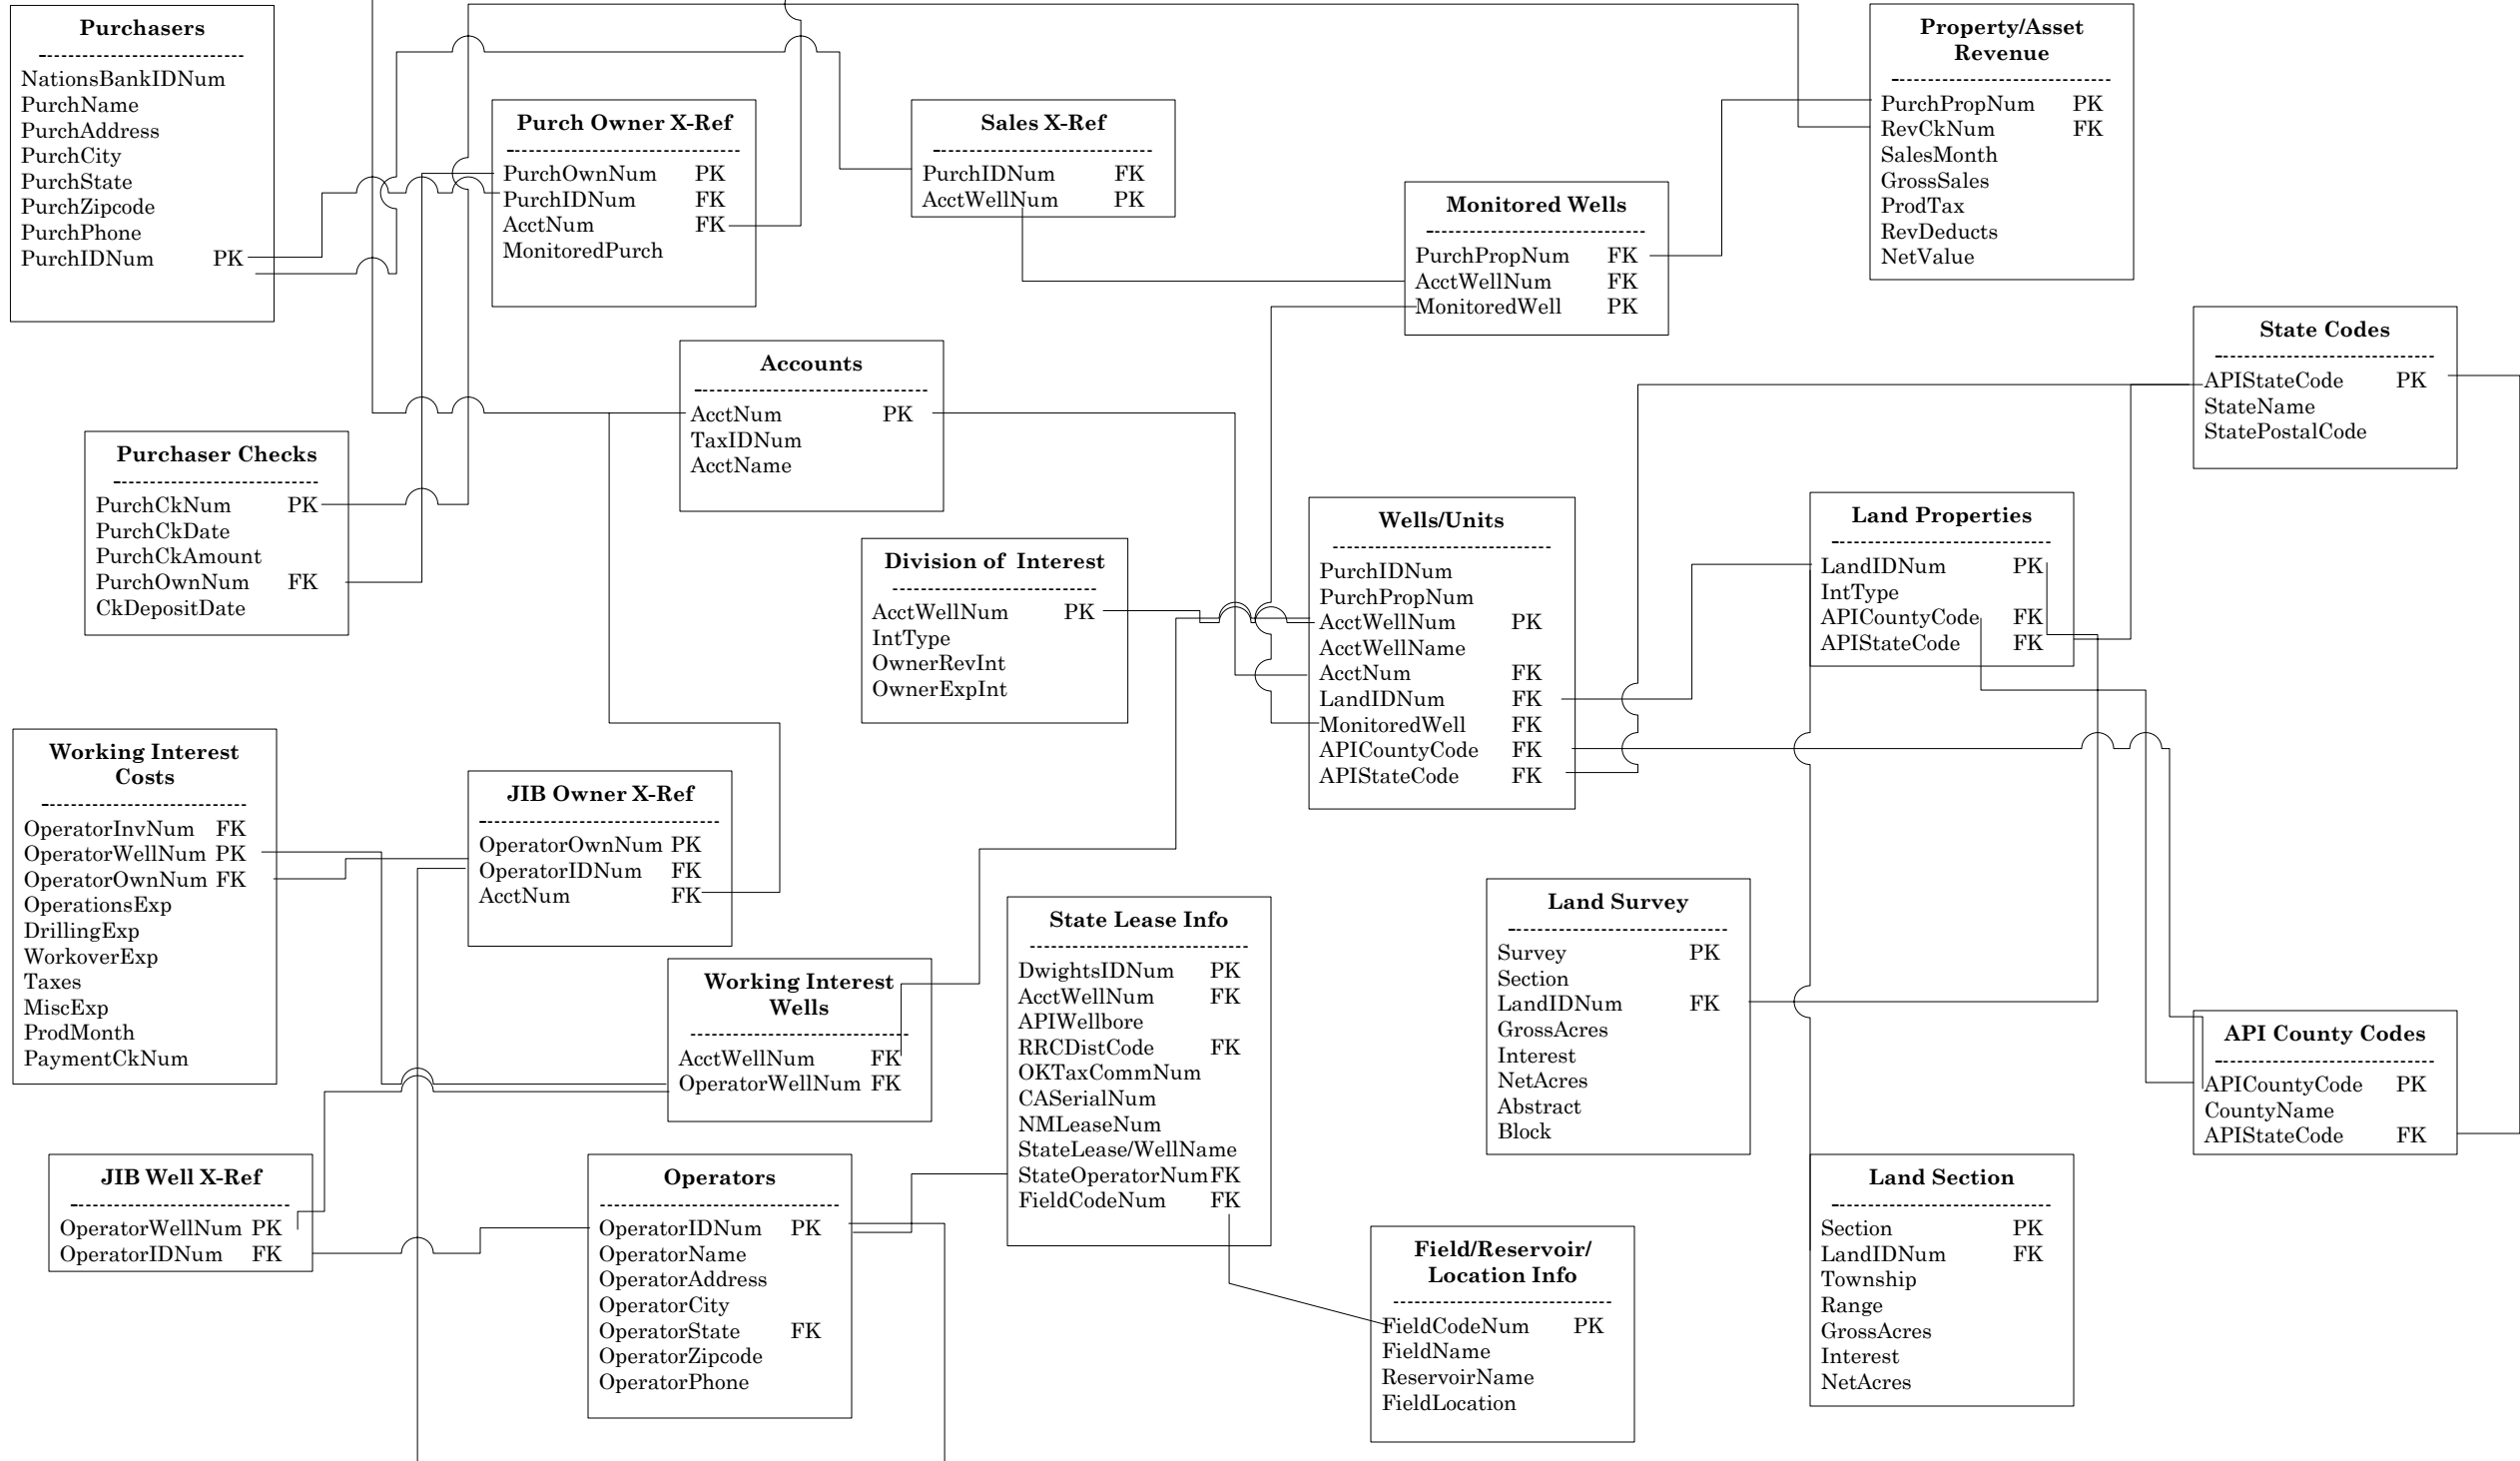 Purchasers
NationsBankIDNum
PurchName
PurchAddress
PurchCity
PurchState
PurchZipcode
PurchPhone
PurchIDNum PK
Purch Owner X-Ref
PurchOwnNum PK
PurchIDNum FK
AcctNum FK
MonitoredPurch
Sales X-Ref
PurchIDNum FK
AcctWellNum PK
Monitored Wells
PurchPropNum FK
AcctWellNum FK
MonitoredWell PK
Property/Asset
Revenue
PurchPropNum PK
RevCkNum FK
SalesMonth
GrossSales
ProdTax
RevDeducts
NetValue
State Codes
APIStateCode PK
StateName
StatePostalCode
Accounts
AcctNum PK
TaxIDNum
AcctName
Purchaser Checks
PurchCkNum PK
PurchCkDate
PurchCkAmount
PurchOwnNum FK
CkDepositDate
Division of Interest
AcctWellNum PK
IntType
OwnerRevInt
OwnerExpInt
Wells/Units
PurchIDNum
PurchPropNum
AcctWellNum PK
AcctWellName
AcctNum FK
LandIDNum FK
MonitoredWell FK
APICountyCode FK
APIStateCode FK
Land Properties
LandIDNum PK
IntType
APICountyCode FK
APIStateCode FK
Working Interest
Costs
OperatorInvNum FK
OperatorWellNum PK
OperatorOwnNum FK
OperationsExp
DrillingExp
WorkoverExp
Taxes
MiscExp
ProdMonth
PaymentCkNum
JIB Owner X-Ref
OperatorOwnNum PK
OperatorIDNum FK
AcctNum FK
Working Interest
Wells
AcctWellNum FK
OperatorWellNum FK
State Lease Info
DwightsIDNum PK
AcctWellNum FK
APIWellbore
RRCDistCode FK
OKTaxCommNum
CASerialNum
NMLeaseNum
StateLease/WellName
StateOperatorNum FK
FieldCodeNum FK
Land Survey
Survey PK
Section
LandIDNum FK
GrossAcres
Interest
NetAcres
Abstract
Block
API County Codes
APICountyCode PK
CountyName
APIStateCode FK
JIB Well X-Ref
OperatorWellNum PK
OperatorIDNum FK
Operators
OperatorIDNum PK
OperatorName
OperatorAddress
OperatorCity
OperatorState FK
OperatorZipcode
OperatorPhone
Field/Reservoir/
Location Info
FieldCodeNum PK
FieldName
ReservoirName
FieldLocation
Land Section
Section PK
LandIDNum FK
Township
Range
GrossAcres
Interest
NetAcres